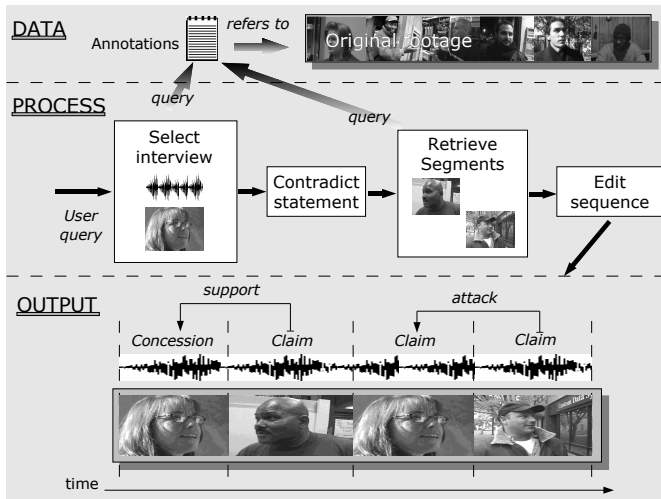 DATA
Annotations
refers to
Original footage
query
query
PROCESS
Select
interview
User
query
Contradict
statement
Retrieve
Segments
Edit
sequence
OUTPUT
support
attack
Concession
Claim
Claim
Claim
time